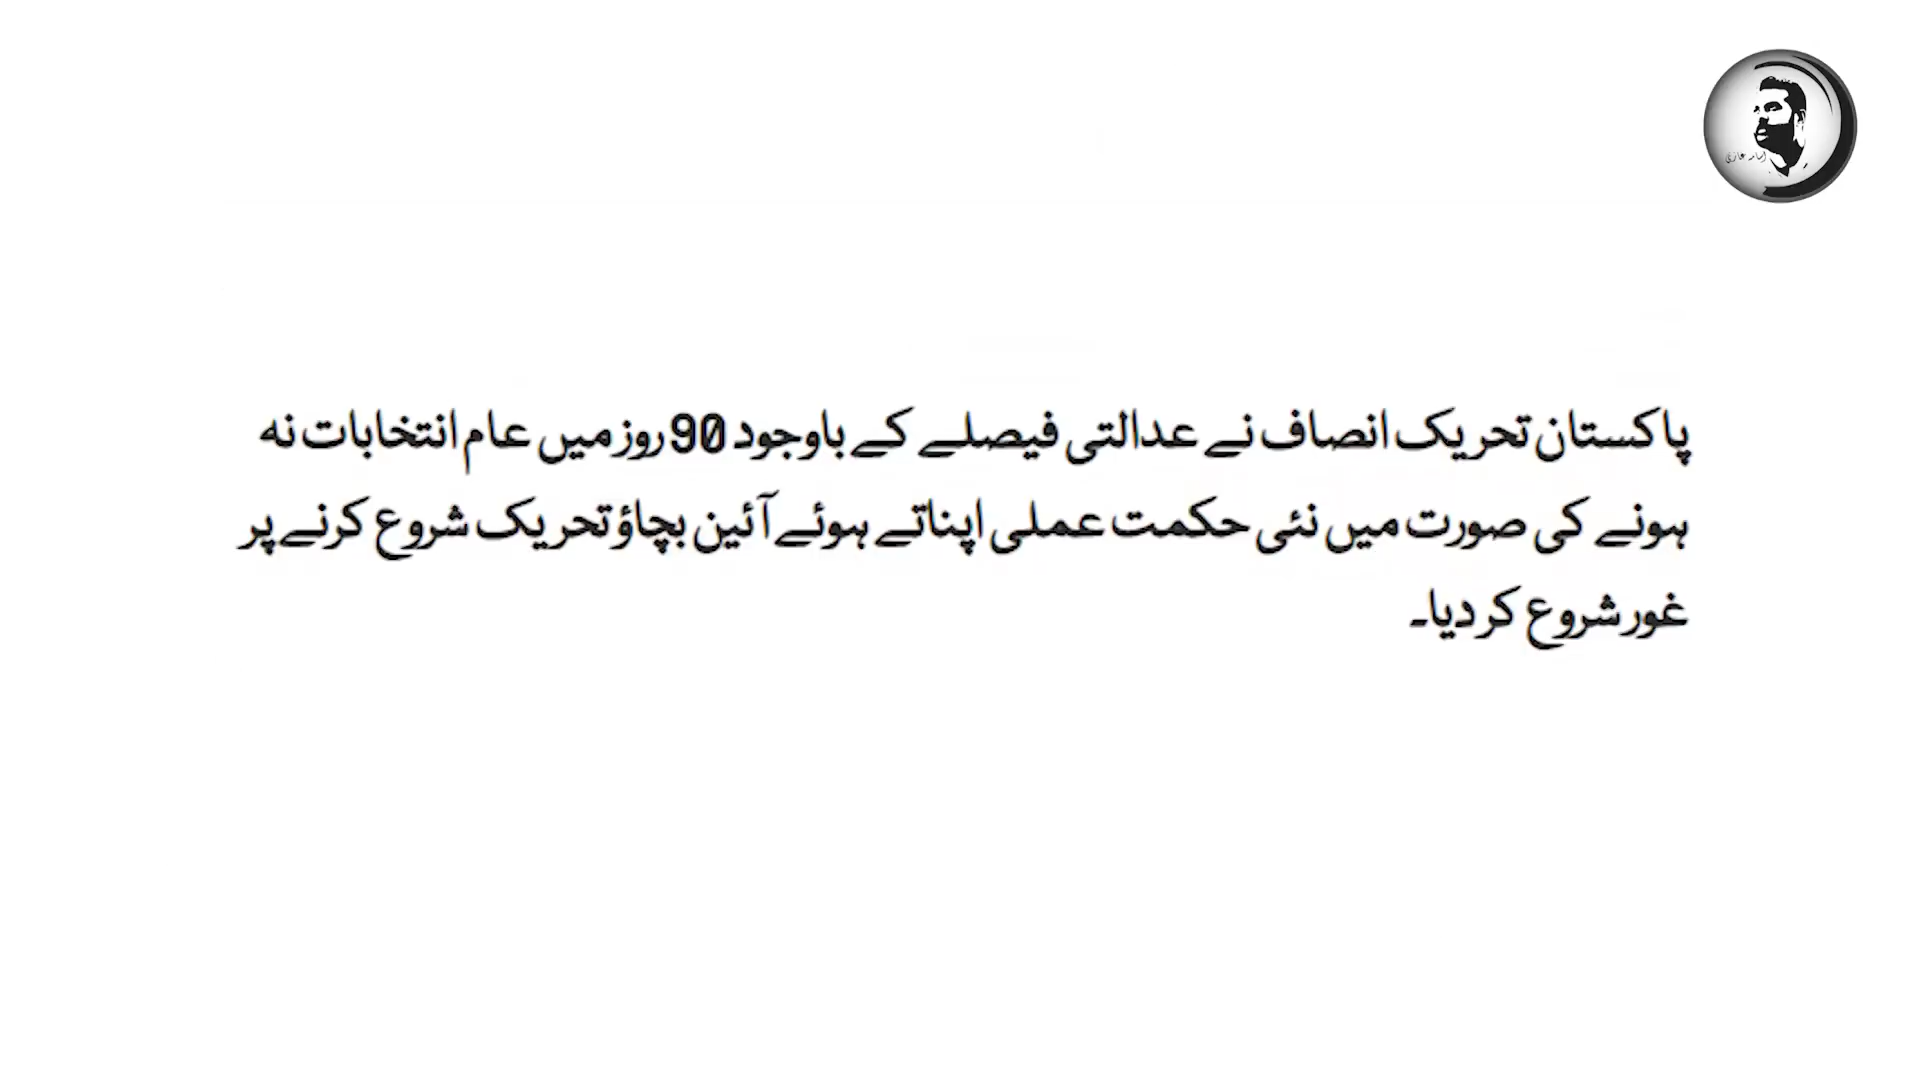 پاکستان تحریک انصاف نے عدالتی فیصلے کے باوجود 90 روز میں عام انتخابات نہ
ہونے کی صورت میں نئی حکمت عملی اپناتے ہوئے آئین بچاؤ تحریک شروع کرنے پر
غور شروع کر دیا۔